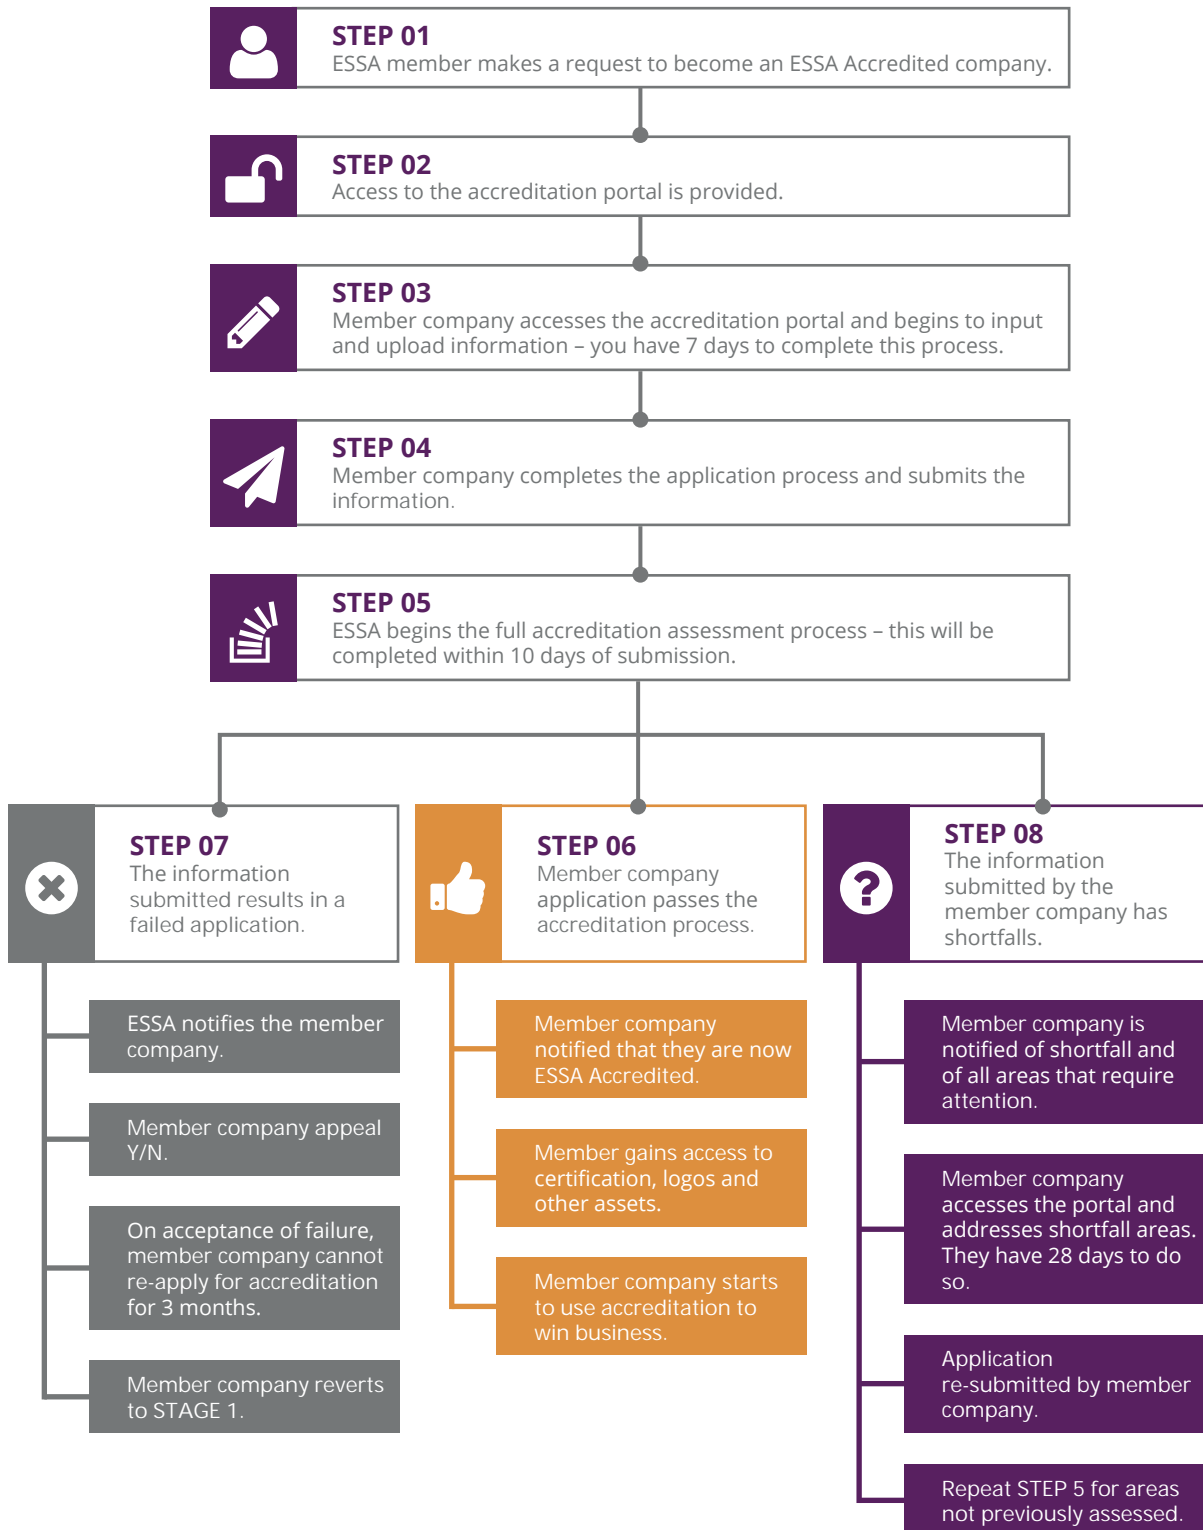 STEP 01
ESSA member makes a request to become an ESSA Accredited company.
STEP 02
Access to the accreditation portal is provided.
STEP 03
Member company accesses the accreditation portal and begins to input
and upload information – you have 7 days to complete this process.
STEP 04
Member company completes the application process and submits the
information.
STEP 05
ESSA begins the full accreditation assessment process – this will be
completed within 10 days of submission.
STEP 07
The information
submitted results in a
failed application.
ESSA notifies the member
company.
Member company appeal
Y/N.
On acceptance of failure,
member company cannot
re-apply for accreditation
for 3 months.
Member company reverts
to STAGE 1.
STEP 06
Member company
application passes the
accreditation process.
Member company
notified that they are now
ESSA Accredited.
Member gains access to
certification, logos and
other assets.
Member company starts
to use accreditation to
win business.
STEP 08
The information
submitted by the
member company has
shortfalls.
Member company is
notified of shortfall and
of all areas that require
attention.
Member company
accesses the portal and
addresses shortfall areas.
They have 28 days to do
so.
Application
re-submitted by member
company.
Repeat STEP 5 for areas
not previously assessed.